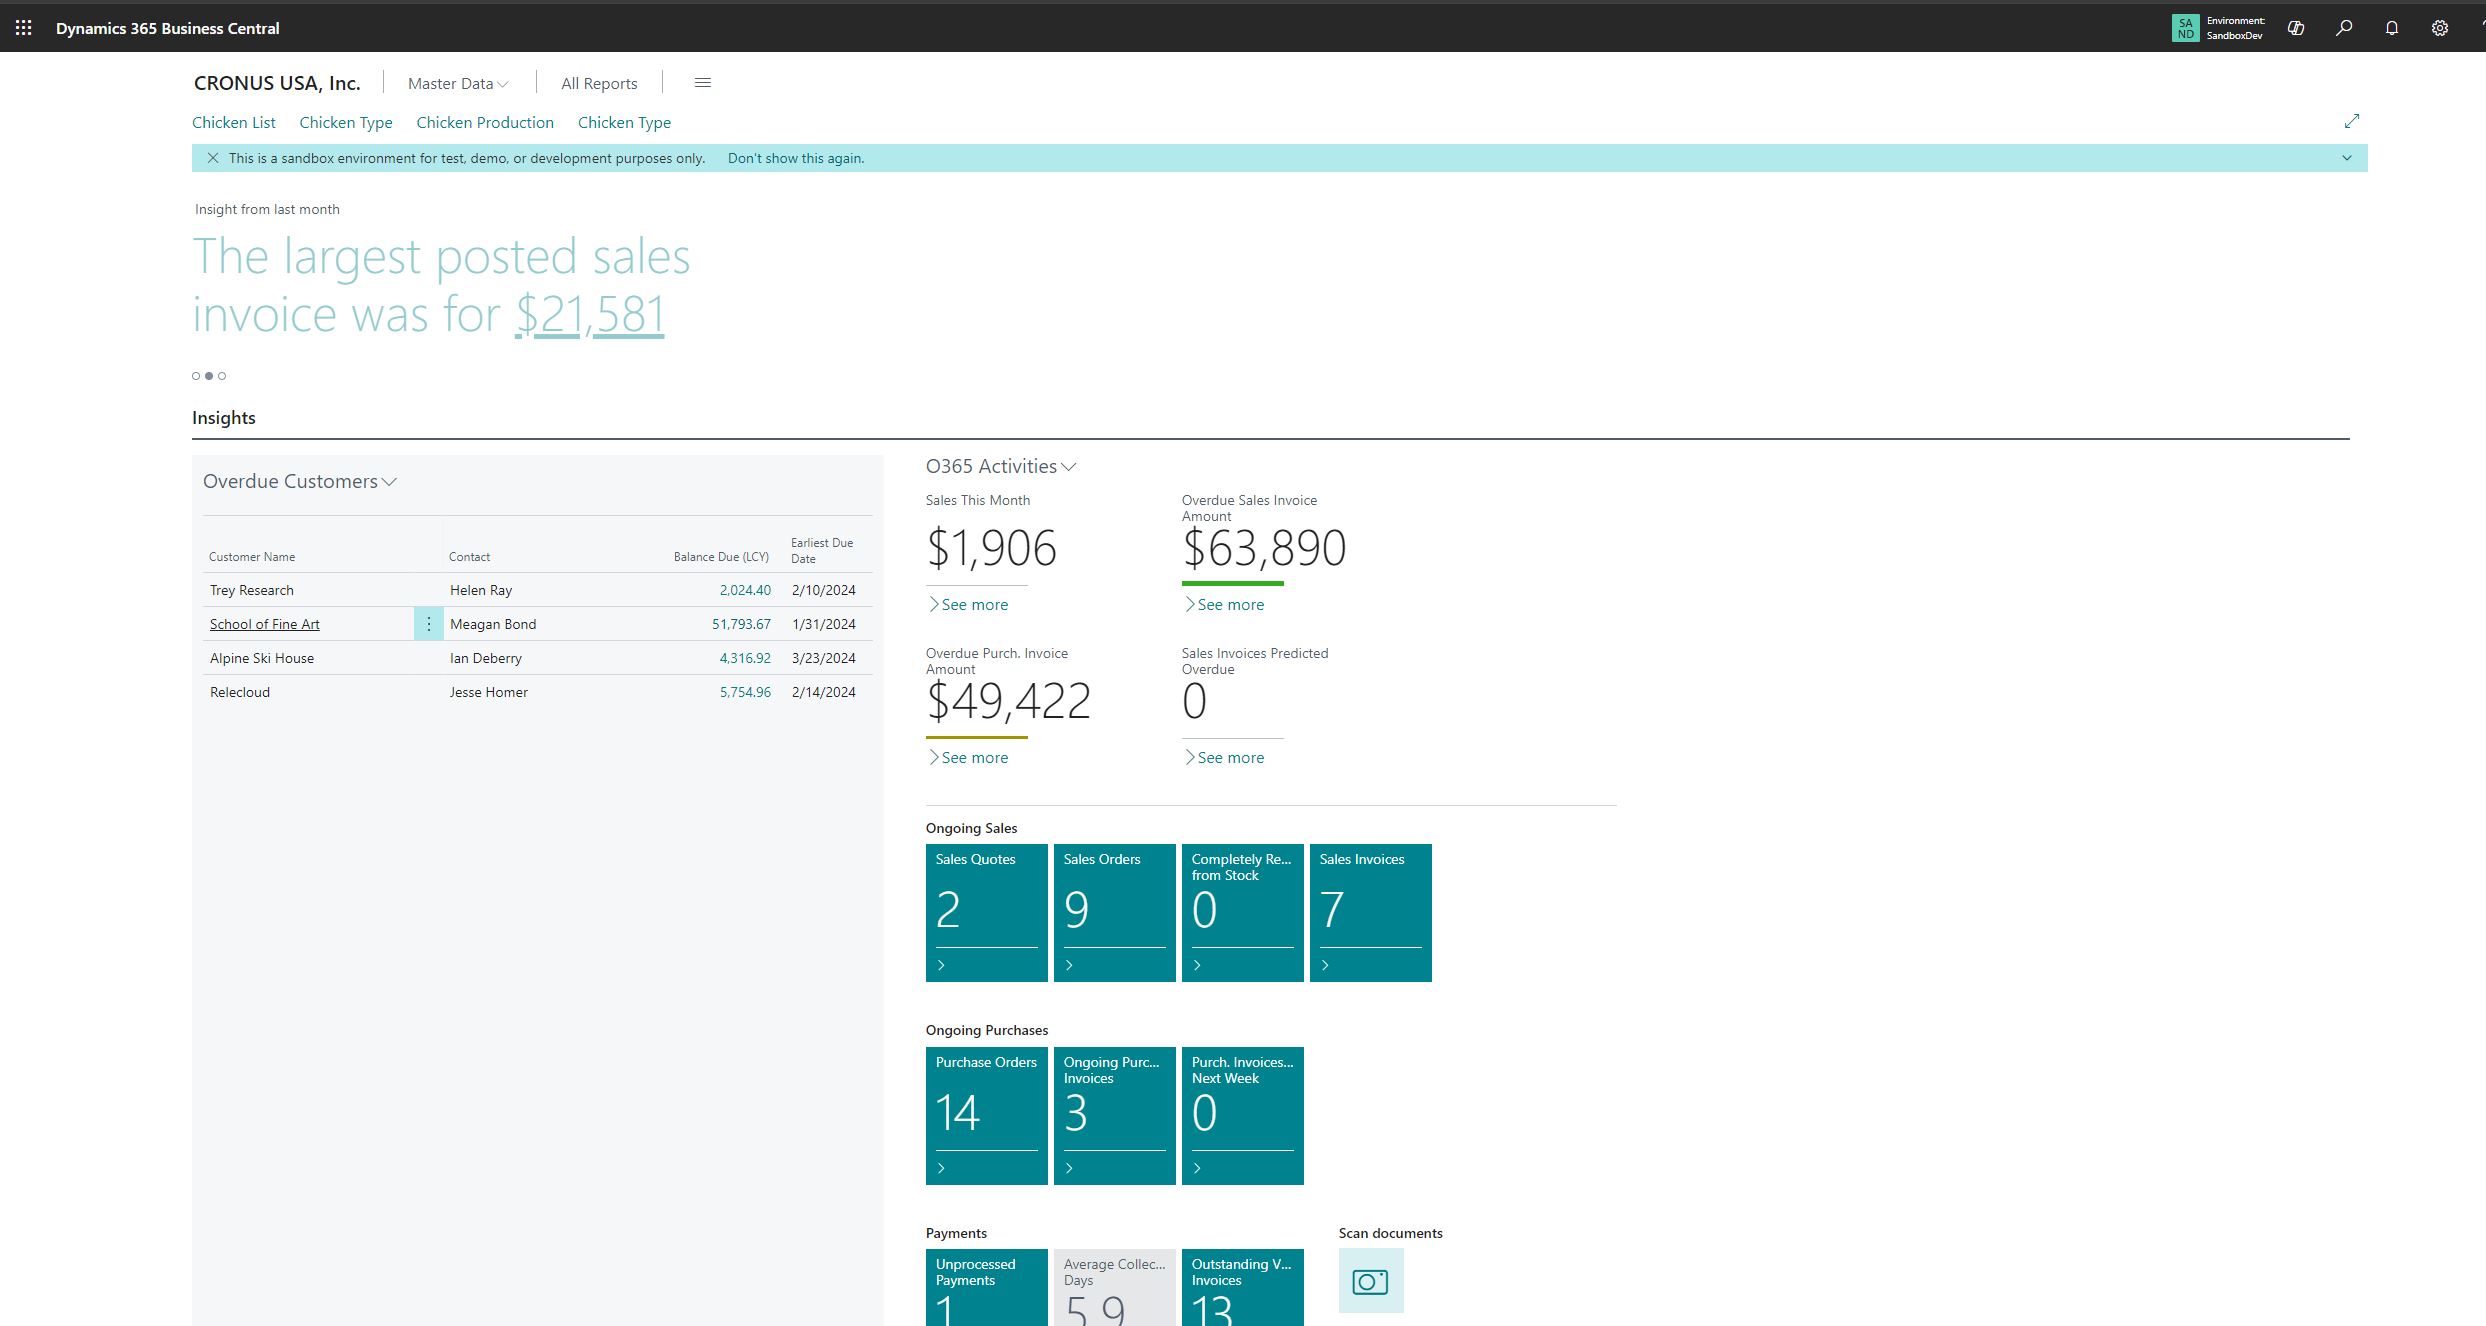 Dynamics 365 Business Central
SA
ND
Environment:
SandboxDev
CRONUS USA, Inc.
Master Data
All Reports
Chicken List
Chicken Type
Chicken Production
Chicken Type
This is a sandbox environment for test, demo, or development purposes only.
Don't show this again.
Insight from last month
The largest posted sales
invoice was for $21,581
Insights
Overdue Customers
Customer Name
Contact
Balance Due (LCY)
Earliest Due
Date
Trey Research
Helen Ray
2,024.40
2/10/2024
School of Fine Art
Meagan Bond
51,793.67
1/31/2024
Alpine Ski House
Ian Deberry
4,316.92
3/23/2024
Relecloud
Jesse Homer
5,754.96
2/14/2024
O365 Activities
Sales This Month
$1,906
See more
Overdue Sales Invoice
Amount
$63,890
See more
Overdue Purch. Invoice
Amount
$49,422
See more
Sales Invoices Predicted
Overdue
0
See more
Ongoing Sales
Sales Quotes
2
Sales Orders
9
Completely Re...
from Stock
0
Sales Invoices
7
Ongoing Purchases
Purchase Orders
14
Ongoing Purc...
Invoices
3
Purch. Invoices...
Next Week
0
Payments
Unprocessed
Payments
1
Average Collec...
Days
5.9
Outstanding V...
Invoices
13
Scan documents